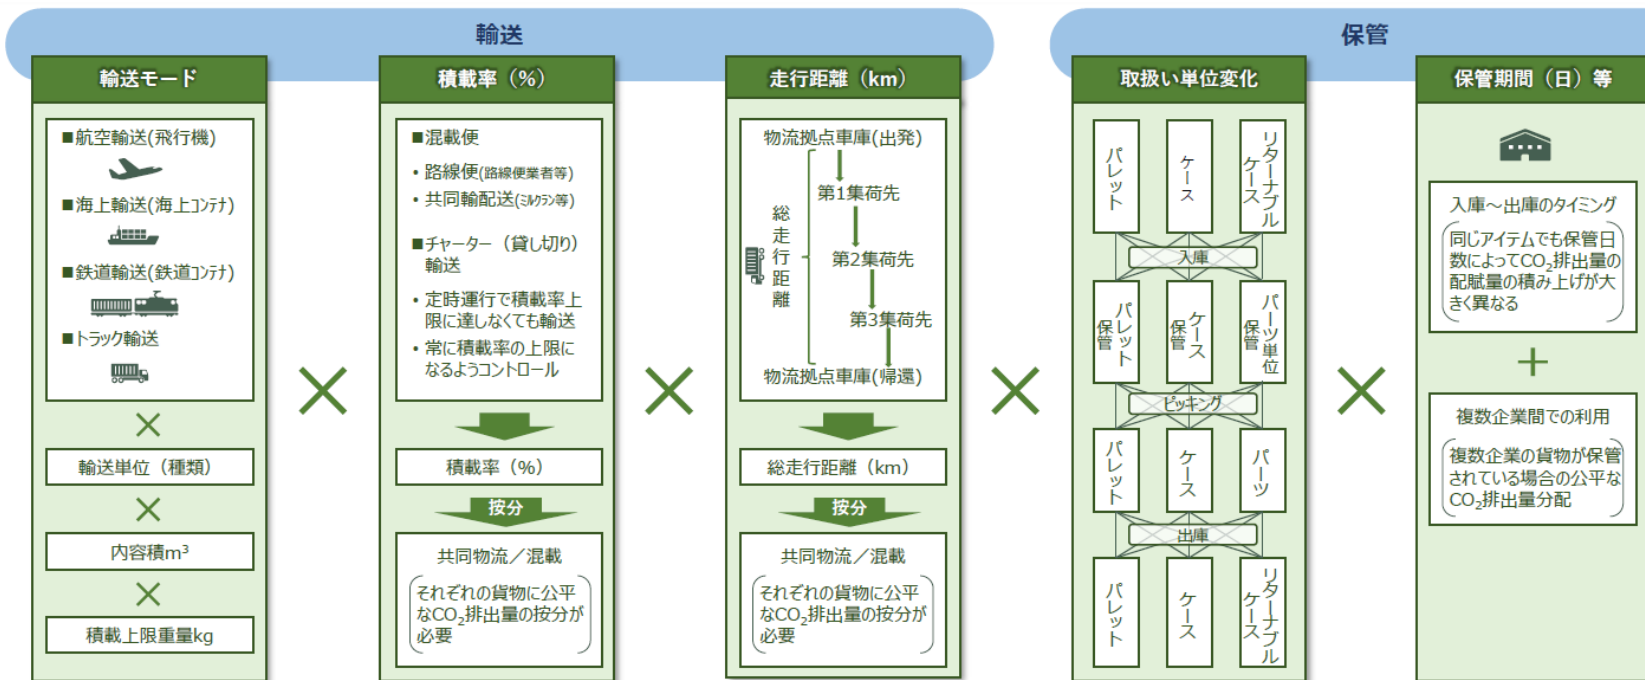 輸送
保管
輸送モード
■航空輸送(飛行機)
■海上輸送(海上ｺﾝﾃﾅ)
■鉄道輸送(鉄道ｺﾝﾃﾅ)
■トラック輸送
×
輸送単位（種類）
×
内容積m³
×
積載上限重量kg
×
積載率（%）
■混載便
・路線便(路線便業者等)
・共同輸配送(ﾐﾙｸﾗﾝ等)
■チャーター（貸し切り）
輸送
・定時運行で積載率上
限に達しなくても輸送
・常に積載率の上限に
なるようコントロール
積載率（%）
按分
共同物流／混載
それぞれの貨物に公平
なCO₂排出量の按分が
必要
×
走行距離（km）
物流拠点車庫(出発)
第1集荷先
総走行距離
第2集荷先
第3集荷先
物流拠点車庫(帰還)
総走行距離（km）
按分
共同物流／混載
それぞれの貨物に公平
なCO₂排出量の按分が
必要
×
取扱い単位変化
パレット
ケース
リターナブル
ケース
入庫
パレット
保管
ケース
保管
パーツ単位
保管
ピッキング
パレット
ケース
パーツ
出庫
パレット
ケース
リターナブル
ケース
×
保管期間（日）等
入庫～出庫のタイミング
同じアイテムでも保管日
数によってCO₂排出量の
配賦量の積み上げが大
きく異なる
＋
複数企業間での利用
複数企業の貨物が保管
されている場合の公平な
CO₂排出量分配